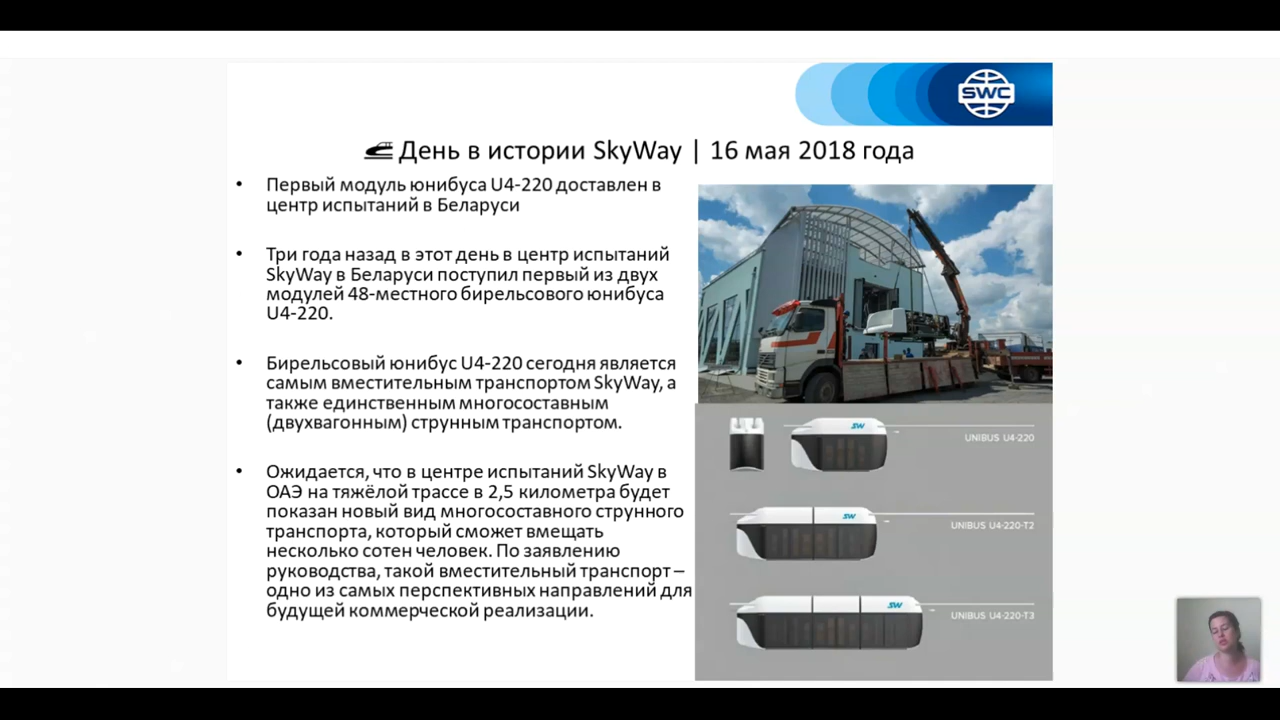 SWC
День в истории SkyWay | 16 мая 2018 года
• Первый модуль юнибуса U4-220 доставлен в
центр испытаний в Беларуси
• Три года назад в этот день в центр испытаний
SkyWay в Беларуси поступил первый из двух
модулей 48-местного бирельсового юнибуса
U4-220.
• Бирельсовый юнибус U4-220 сегодня является
самым вместительным транспортом SkyWay, а
также единственным многосоставным
(двухвагонным) струнным транспортом.
• Ожидается, что в центре испытаний SkyWay в
ОАЭ на тяжёлой трассе в 2,5 километра будет
показан новый вид многосоставного струнного
транспорта, который сможет вмещать
несколько сотен человек. По заявлению
руководства, такой вместительный транспорт –
одно из самых перспективных направлений для
будущей коммерческой реализации.
SW
UNIBUS U4-220
SW
UNIBUS U4-220-T2
SW
UNIBUS U4-220-T3